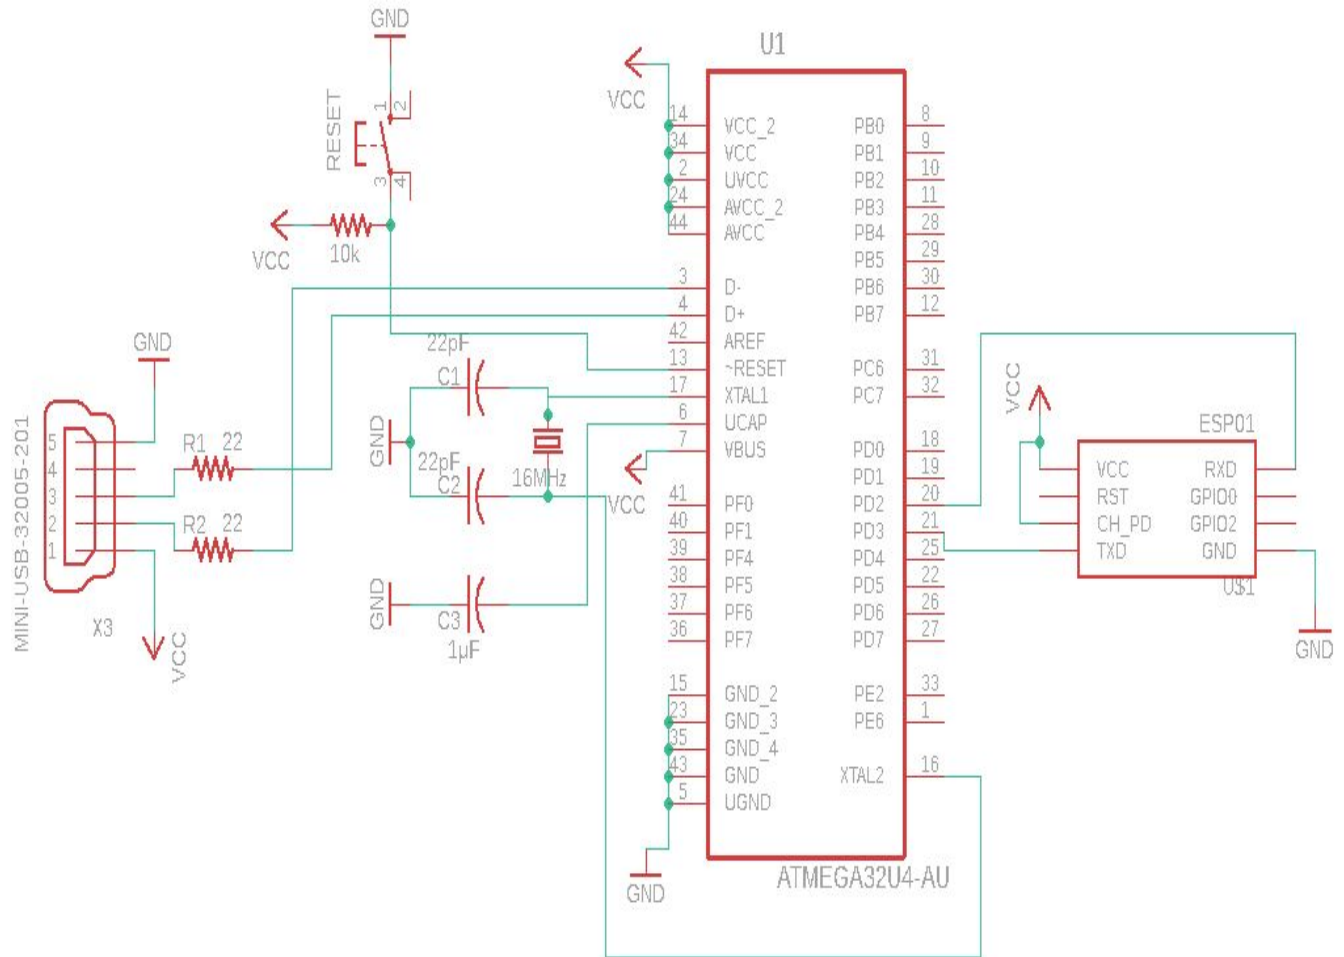 GND
RESET
1
2
3
4
VCC
10k
GND
MINI-USB-32005-201
5
4
3
2
1
X3
R1 22
R2 22
VCC
22pF
C1
GND
22pF
C2
16MHz
GND
C3
1µF
U1
VCC
14 VCC_2
34 VCC
2 UVCC
24 AVCC_2
44 AVCC
3 D-
4 D+
42 AREF
13 ~RESET
17 XTAL1
6 UCAP
7 VBUS
VCC
41 PF0
40 PF1
39 PF4
38 PF5
37 PF6
36 PF7
15 GND_2
23 GND_3
35 GND_4
43 GND
5 UGND
GND
PB0 8
PB1 9
PB2 10
PB3 11
PB4 28
PB5 29
PB6 30
PB7 12
PC6 31
PC7 32
PD0 18
PD1 19
PD2 20
PD3 21
PD4 25
PD5 22
PD6 26
PD7 27
PE2 33
PE6 1
XTAL2 16
ATMEGA32U4-AU
VCC
ESP01
VCC RXD
RST GPIO0
CH_PD GPIO2
TXD GND
U$1
GND